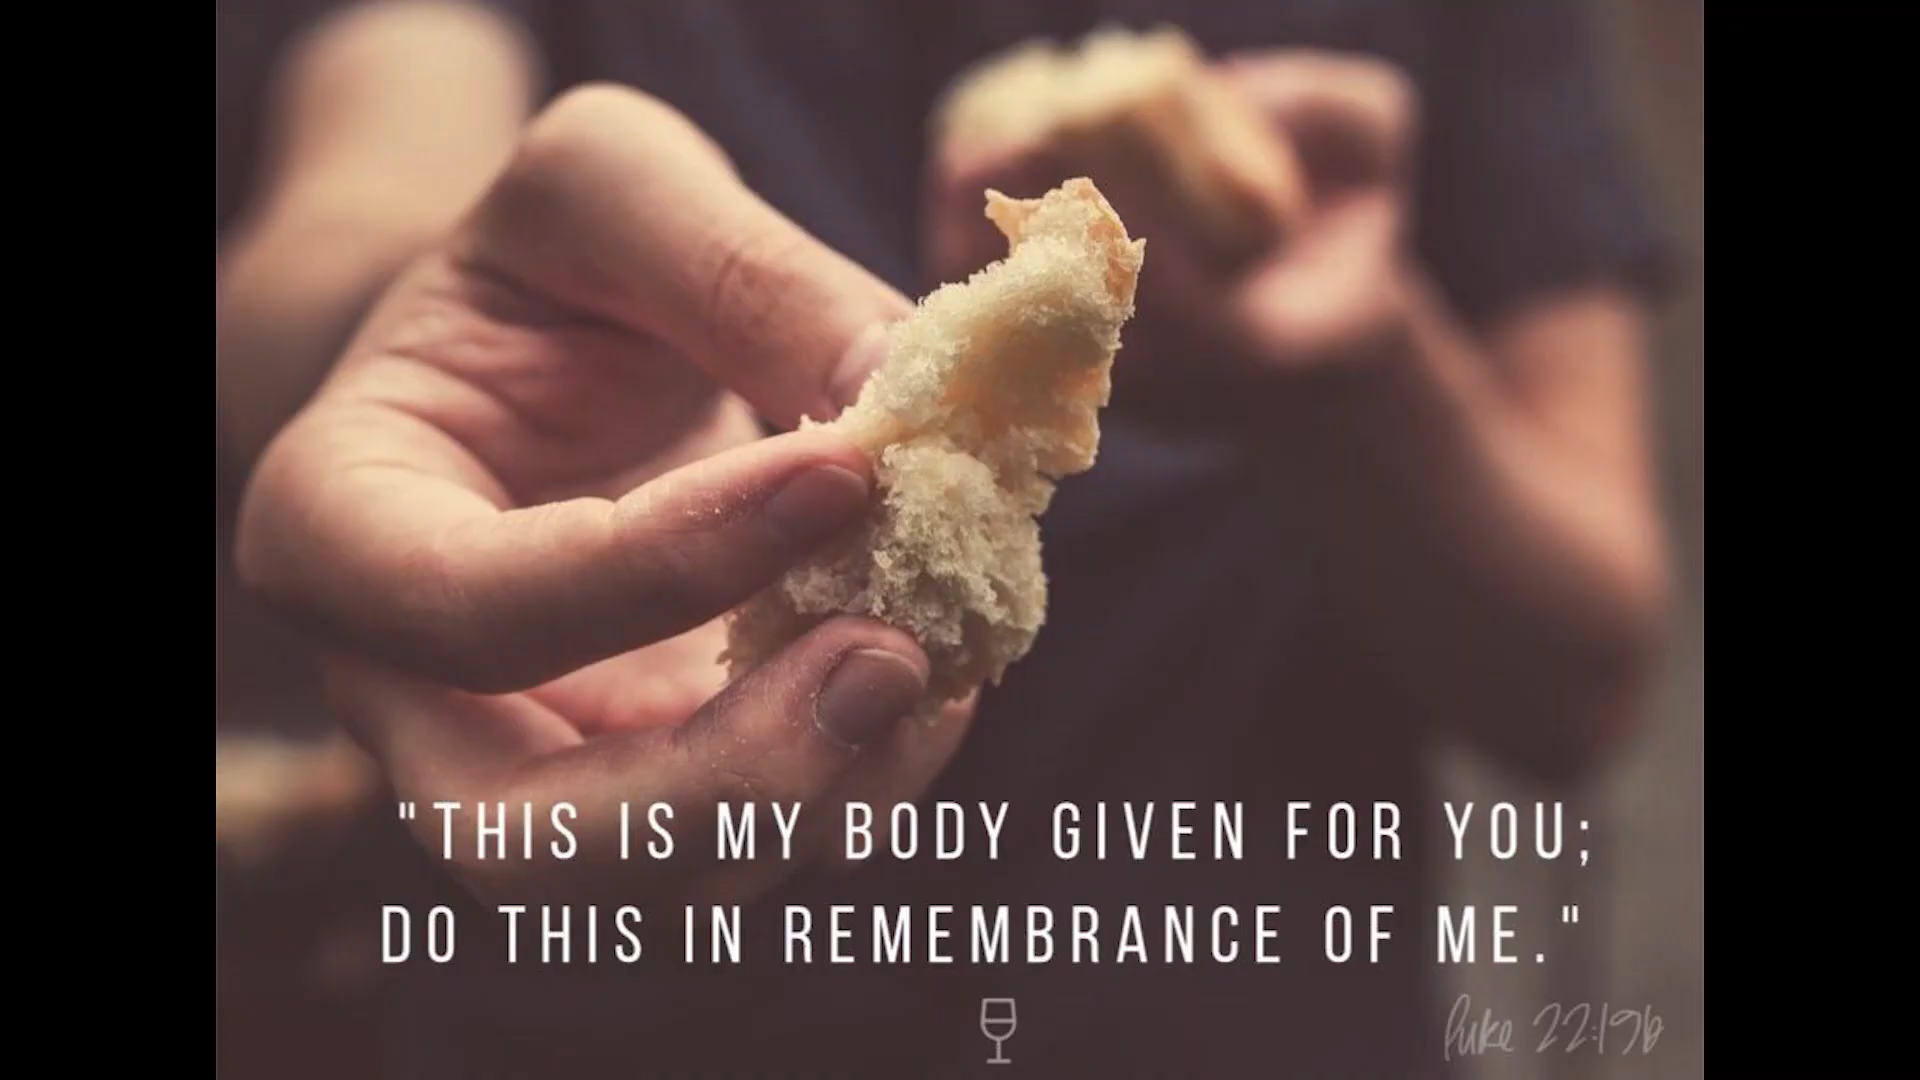 "THIS IS MY BODY GIVEN FOR YOU;
DO THIS IN REMEMBRANCE OF ME."
Luke 22:19b